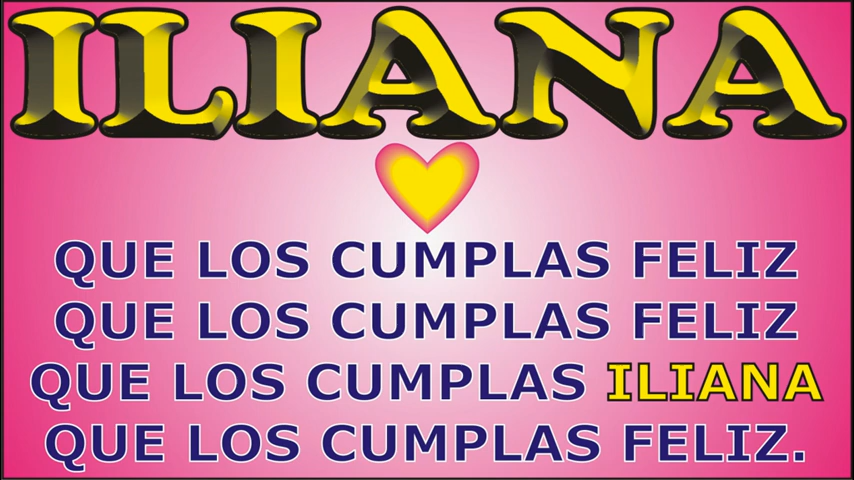 ILIANA
QUE LOS CUMPLAS FELIZ
QUE LOS CUMPLAS FELIZ
QUE LOS CUMPLAS ILIANA
QUE LOS CUMPLAS FELIZ.